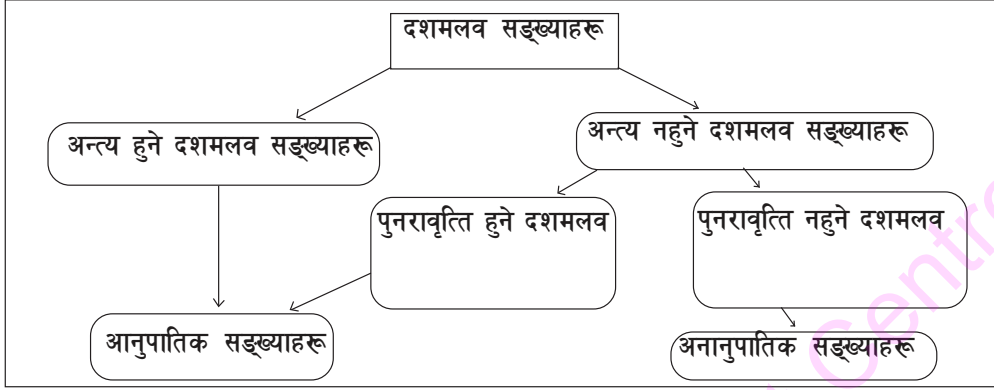 दशमलव सङ्ख्याहरू
अन्त्य हुने दशमलव सङ्ख्याहरू
अन्त्य नहुने दशमलव सङ्ख्याहरू
पुनरावृत्ति हुने दशमलव
पुनरावृत्ति नहुने दशमलव
आनुपातिक सङ्ख्याहरू
अनानुपातिक सङ्ख्याहरू
Centre